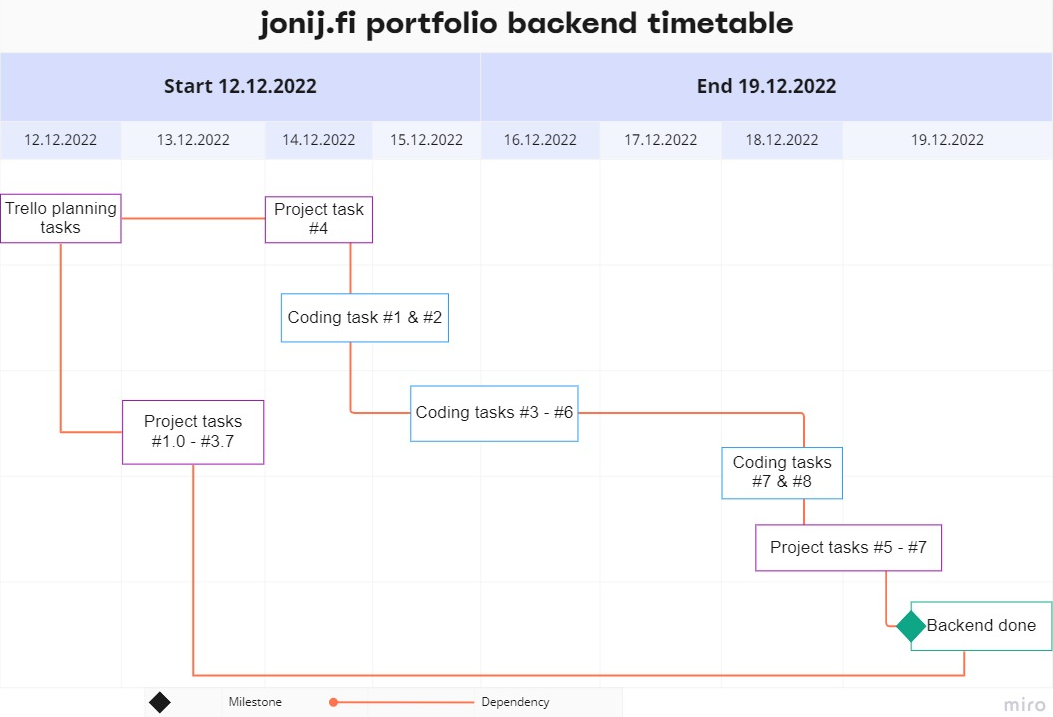 jonij.fi portfolio backend timetable
Start 12.12.2022
End 19.12.2022
12.12.2022
13.12.2022
14.12.2022
15.12.2022
16.12.2022
17.12.2022
18.12.2022
19.12.2022
Trello planning
tasks
Project task
#4
Coding task #1 & #2
Coding tasks #3 - #6
Project tasks
#1.0 - #3.7
Coding tasks
#7 & #8
Project tasks #5 - #7
Backend done
Milestone
Dependency
miro